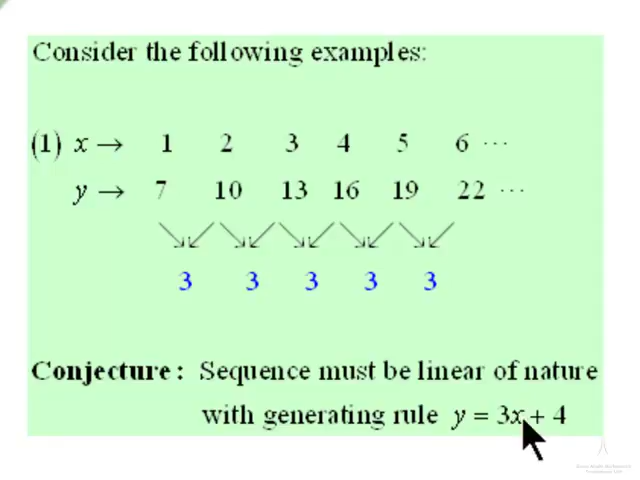 Consider the following examples:
(1) x → 1 2 3 4 5 6 ···
y → 7 10 13 16 19 22 ···
3 3 3 3 3
Conjecture: Sequence must be linear of nature
with generating rule y = 3x + 4